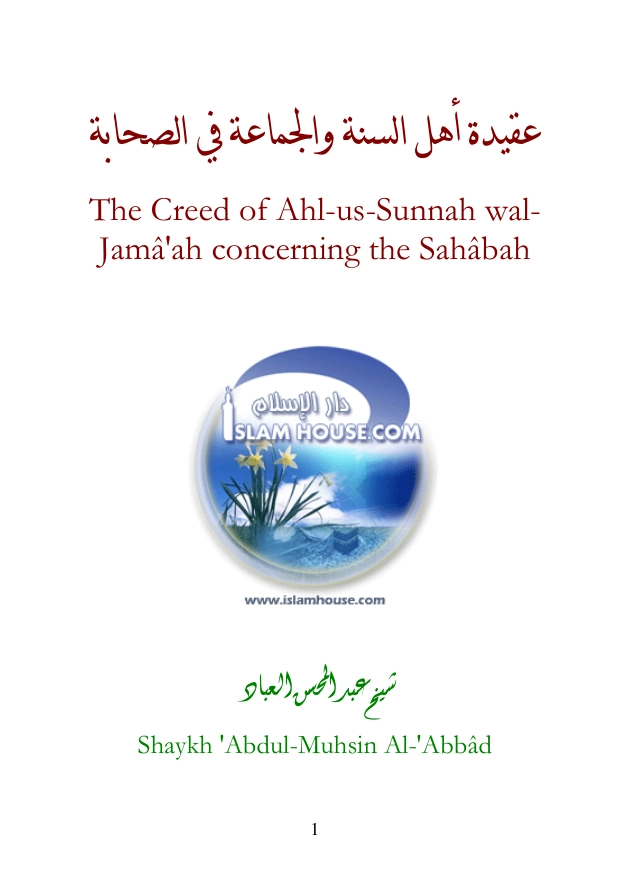 عقيدة أهل السنة والجماعة في الصحابة
The Creed of Ahl-us-Sunnah wal-
Jamâ'ah concerning the Sahâbah
دار الإسلام
ISLAM HOUSE.COM
www.islamhouse.com
شيخ عبد المحسن العباد
Shaykh 'Abdul-Muhsin Al-'Abbâd
1